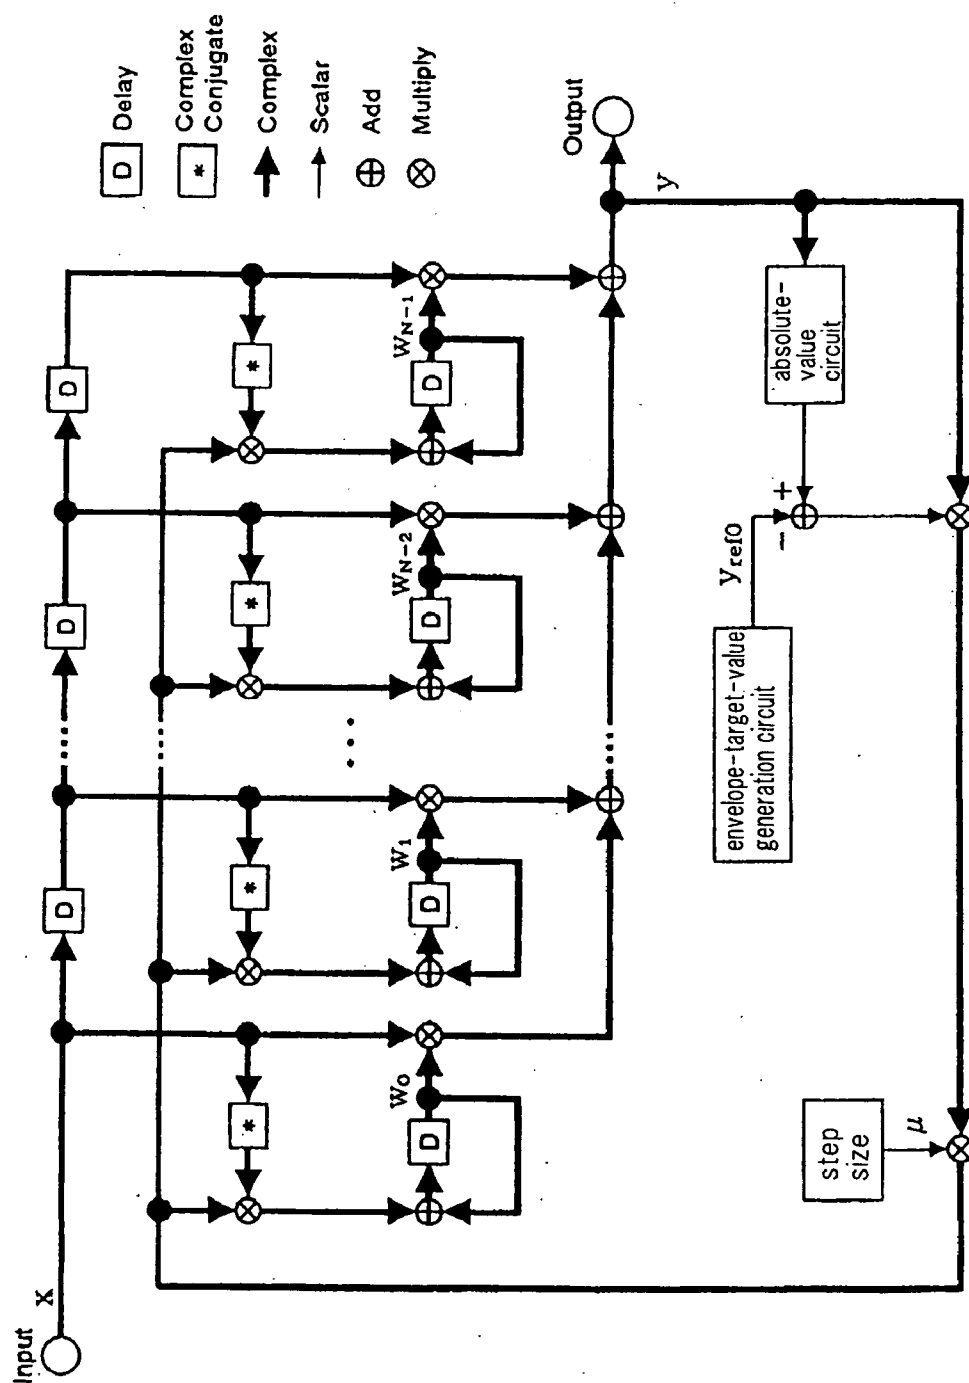 Input
X
D
D
D
D
Delay
*
Complex
Conjugate
Complex
Scalar
Add
Multiply
*
*
*
*
D
W0
D
W1
D
WN-2
D
WN-1
Output
y
absolute-
value
circuit
+
−
yref0
envelope-target-value
generation circuit
step
size
μ